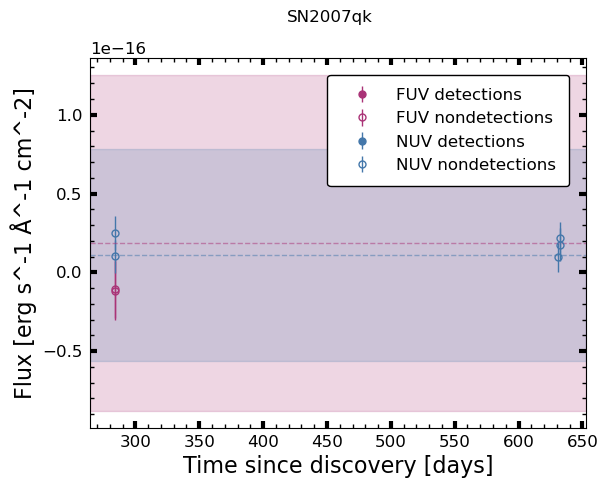 SN2007qk
1e−16
FUV detections
FUV nondetections
NUV detections
NUV nondetections
1.0
0.5
0.0
−0.5
Flux [erg s^-1 Å^-1 cm^-2]
300 350 400 450 500 550 600 650
Time since discovery [days]